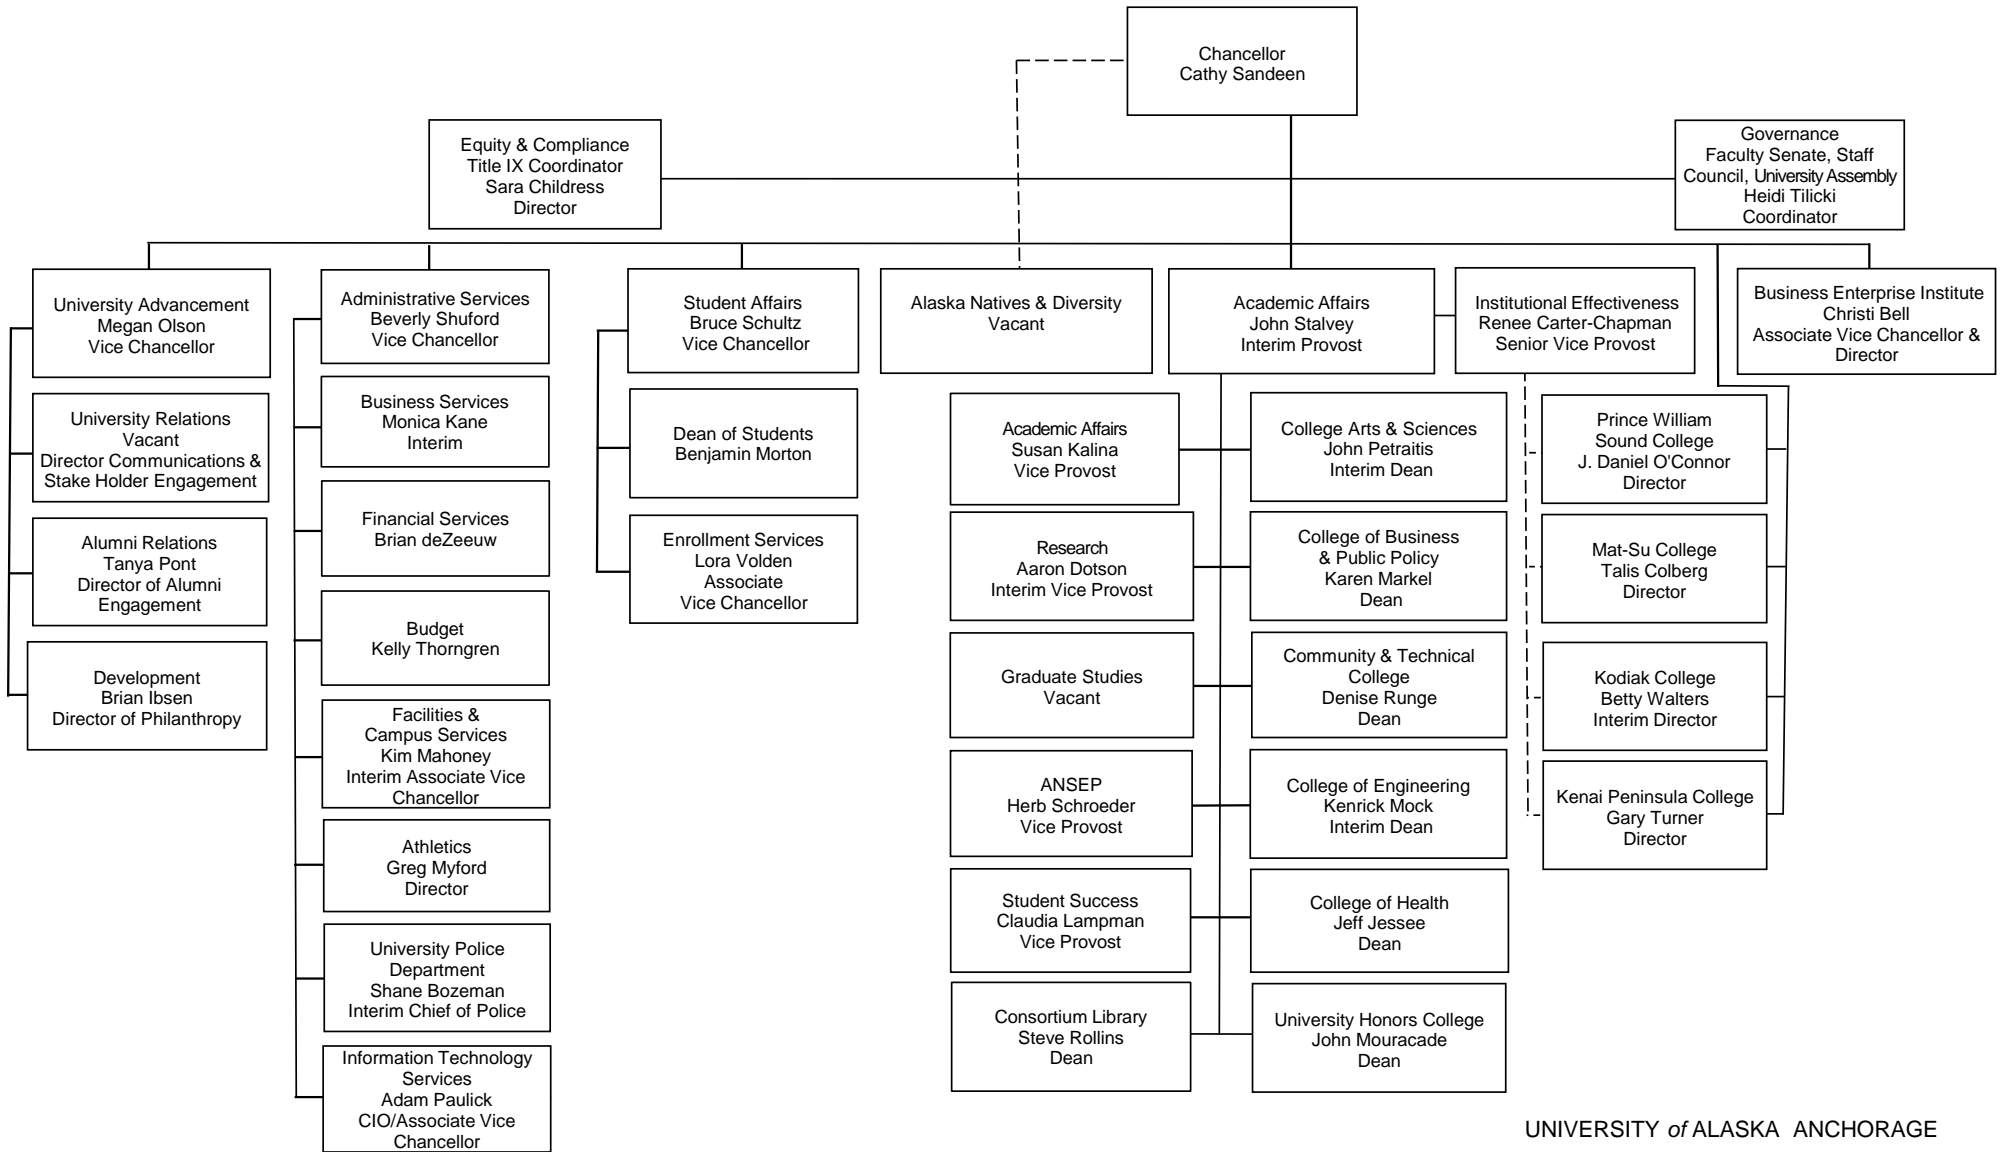 Chancellor
Cathy Sandeen
Equity & Compliance
Title IX Coordinator
Sara Childress
Director
Governance
Faculty Senate, Staff
Council, University Assembly
Heidi Tilicki
Coordinator
University Advancement
Megan Olson
Vice Chancellor
University Relations
Vacant
Director Communications &
Stake Holder Engagement
Alumni Relations
Tanya Pont
Director of Alumni
Engagement
Development
Brian Ibsen
Director of Philanthropy
Administrative Services
Beverly Shuford
Vice Chancellor
Business Services
Monica Kane
Interim
Financial Services
Brian deZeeuw
Budget
Kelly Thorngren
Facilities &
Campus Services
Kim Mahoney
Interim Associate Vice
Chancellor
Athletics
Greg Myford
Director
University Police
Department
Shane Bozeman
Interim Chief of Police
Information Technology
Services
Adam Paulick
CIO/Associate Vice
Chancellor
Student Affairs
Bruce Schultz
Vice Chancellor
Dean of Students
Benjamin Morton
Enrollment Services
Lora Volden
Associate
Vice Chancellor
Alaska Natives & Diversity
Vacant
Academic Affairs
John Stalvey
Interim Provost
Academic Affairs
Susan Kalina
Vice Provost
Research
Aaron Dotson
Interim Vice Provost
Graduate Studies
Vacant
ANSEP
Herb Schroeder
Vice Provost
Student Success
Claudia Lampman
Vice Provost
Consortium Library
Steve Rollins
Dean
College Arts & Sciences
John Petraitis
Interim Dean
College of Business
& Public Policy
Karen Markel
Dean
Community & Technical
College
Denise Runge
Dean
College of Engineering
Kenrick Mock
Interim Dean
College of Health
Jeff Jessee
Dean
University Honors College
John Mouracade
Dean
Institutional Effectiveness
Renee Carter-Chapman
Senior Vice Provost
Prince William
Sound College
J. Daniel O'Connor
Director
Mat-Su College
Talis Colberg
Director
Kodiak College
Betty Walters
Interim Director
Kenai Peninsula College
Gary Turner
Director
Business Enterprise Institute
Christi Bell
Associate Vice Chancellor &
Director
UNIVERSITY of ALASKA ANCHORAGE